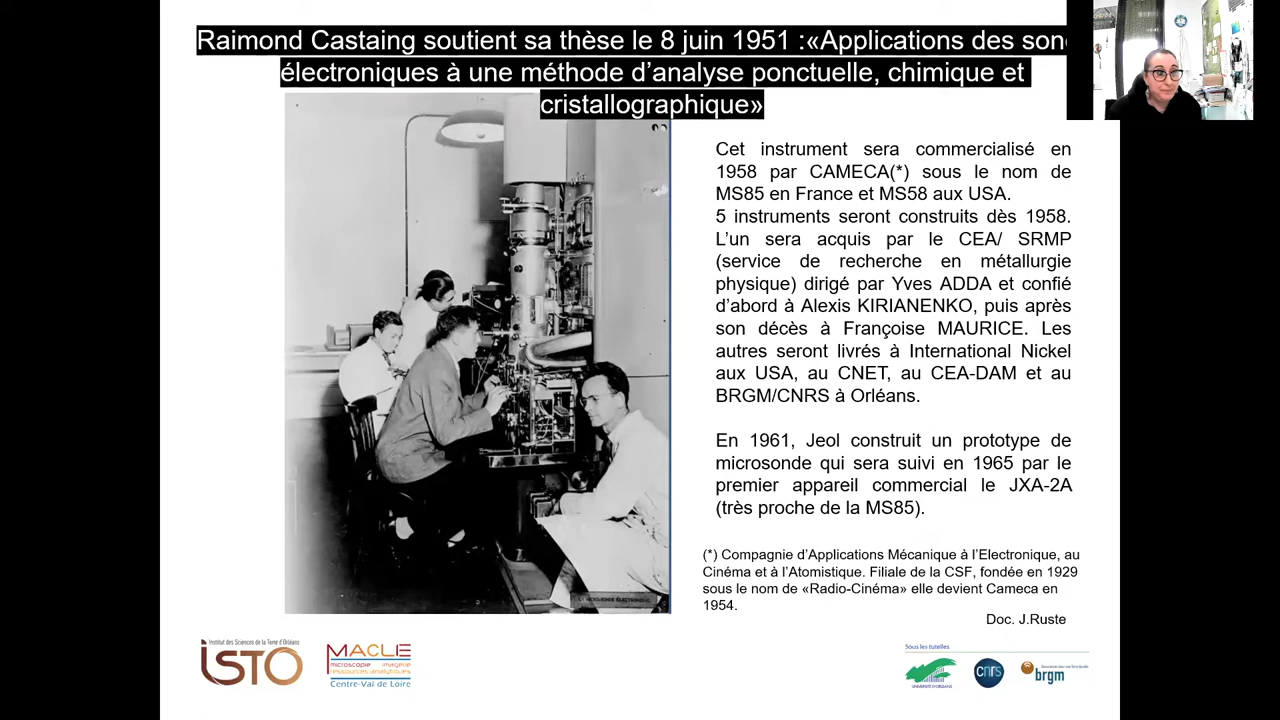 Raimond Castaing soutient sa thèse le 8 juin 1951 :«Applications des
électroniques à une méthode d’analyse ponctuelle, chimique et
cristallographique»
Cet instrument sera commercialisé en
1958 par CAMECA(*) sous le nom de
MS85 en France et MS58 aux USA.
5 instruments seront construits dès 1958.
L’un sera acquis par le CEA/ SRMP
(service de recherche en métallurgie
physique) dirigé par Yves ADDA et confié
d’abord à Alexis KIRIANENKO, puis après
son décès à Françoise MAURICE. Les
autres seront livrés à International Nickel
aux USA, au CNET, au CEA-DAM et au
BRGM/CNRS à Orléans.
En 1961, Jeol construit un prototype de
microsonde qui sera suivi en 1965 par le
premier appareil commercial le JXA-2A
(très proche de la MS85).
(*) Compagnie d’Applications Mécanique à l’Electronique, au
Cinéma et à l’Atomistique. Filiale de la CSF, fondée en 1929
sous le nom de «Radio-Cinéma» elle devient Cameca en
1954.
Doc. J.Ruste
Institut des Sciences de la Terre d'Orléans
isto
MACLE
microscopie imagerie
ressources analytiques
Centre-Val de Loire
Sous les tutelles
UNIVERSITÉ D'ORLÉANS
cnrs
brgm